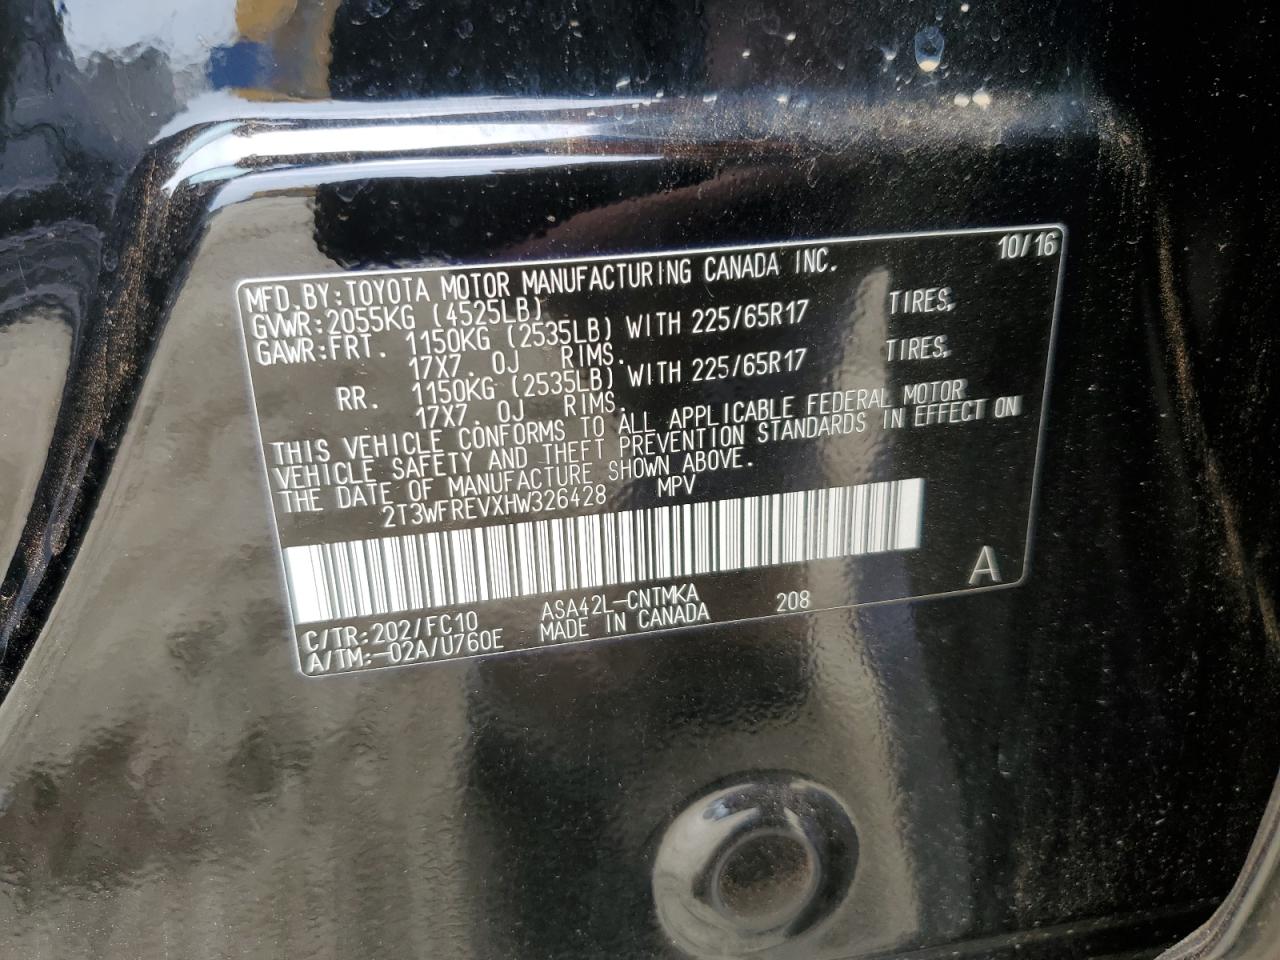 10/16
MFD.BY:TOYOTA MOTOR MANUFACTURING CANADA INC.
GVWR:2055KG (4525LB)
GAWR:FRT. 1150KG (2535LB) WITH 225/65R17 TIRES,
17X7. 0J RIMS.
RR. 1150KG (2535LB) WITH 225/65R17 TIRES,
17X7. 0J RIMS.
THIS VEHICLE CONFORMS TO ALL APPLICABLE FEDERAL MOTOR
VEHICLE SAFETY AND THEFT PREVENTION STANDARDS IN EFFECT ON
THE DATE OF MANUFACTURE SHOWN ABOVE.
2T3WFREVXHW326428 MPV
A
C/TR:202/FC10 ASA42L-CNTMKA 208
A/TM:-02A/U760E MADE IN CANADA